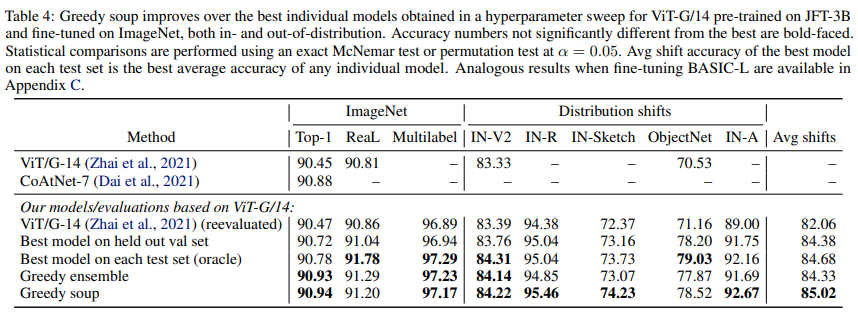 Table 4: Greedy soup improves over the best individual models obtained in a hyperparameter sweep for ViT-G/14 pre-trained on JFT-3B
and fine-tuned on ImageNet, both in- and out-of-distribution. Accuracy numbers not significantly different from the best are bold-faced.
Statistical comparisons are performed using an exact McNemar test or permutation test at α = 0.05. Avg shift accuracy of the best model
on each test set is the best average accuracy of any individual model. Analogous results when fine-tuning BASIC-L are available in
Appendix C.
ImageNet Distribution shifts
Method Top-1 ReaL Multilabel IN-V2 IN-R IN-Sketch ObjectNet IN-A Avg shifts
ViT/G-14 (Zhai et al., 2021) 90.45 90.81 – 83.33 – – 70.53 – –
CoAtNet-7 (Dai et al., 2021) 90.88 – – – – – – – –
Our models/evaluations based on ViT-G/14:
ViT/G-14 (Zhai et al., 2021) (reevaluated) 90.47 90.86 96.89 83.39 94.38 72.37 71.16 89.00 82.06
Best model on held out val set 90.72 91.04 96.94 83.76 95.04 73.16 78.20 91.75 84.38
Best model on each test set (oracle) 90.78 91.78 97.29 84.31 95.04 73.73 79.03 92.16 84.68
Greedy ensemble 90.93 91.29 97.23 84.14 94.85 73.07 77.87 91.69 84.33
Greedy soup 90.94 91.20 97.17 84.22 95.46 74.23 78.52 92.67 85.02